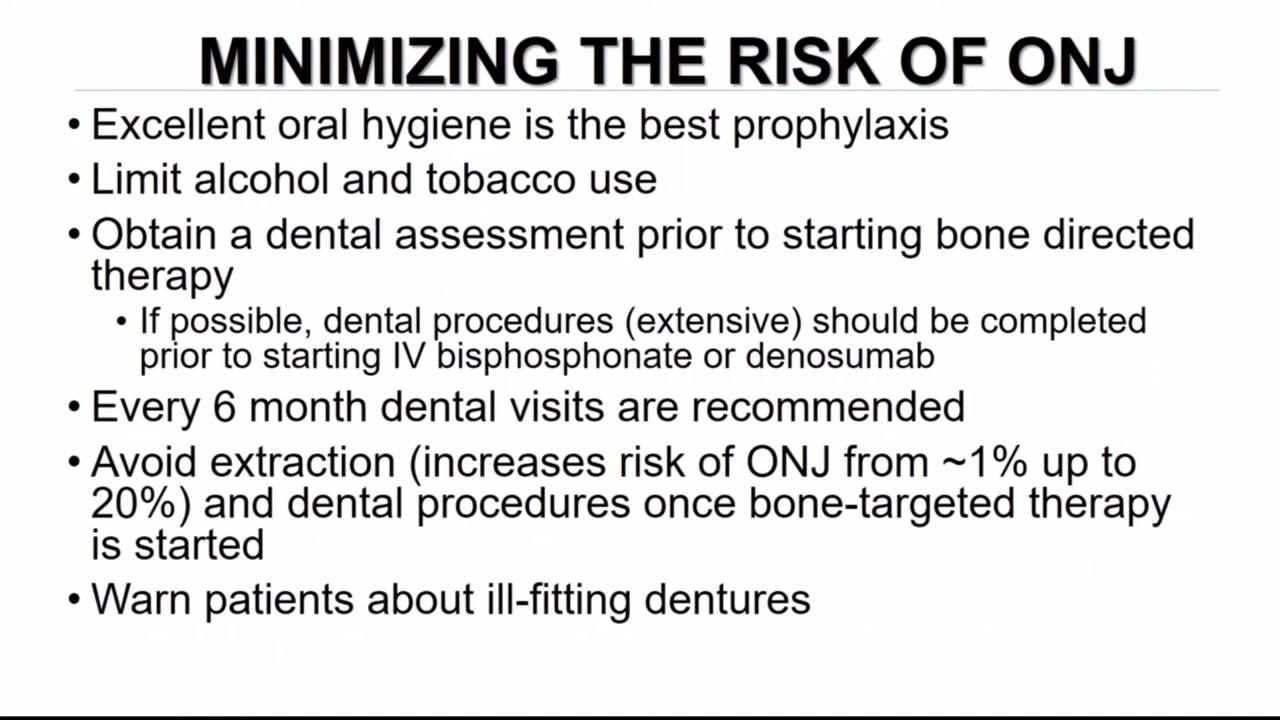 MINIMIZING THE RISK OF ONJ
• Excellent oral hygiene is the best prophylaxis
• Limit alcohol and tobacco use
• Obtain a dental assessment prior to starting bone directed
therapy
• If possible, dental procedures (extensive) should be completed
prior to starting IV bisphosphonate or denosumab
• Every 6 month dental visits are recommended
• Avoid extraction (increases risk of ONJ from ~1% up to
20%) and dental procedures once bone-targeted therapy
is started
• Warn patients about ill-fitting dentures